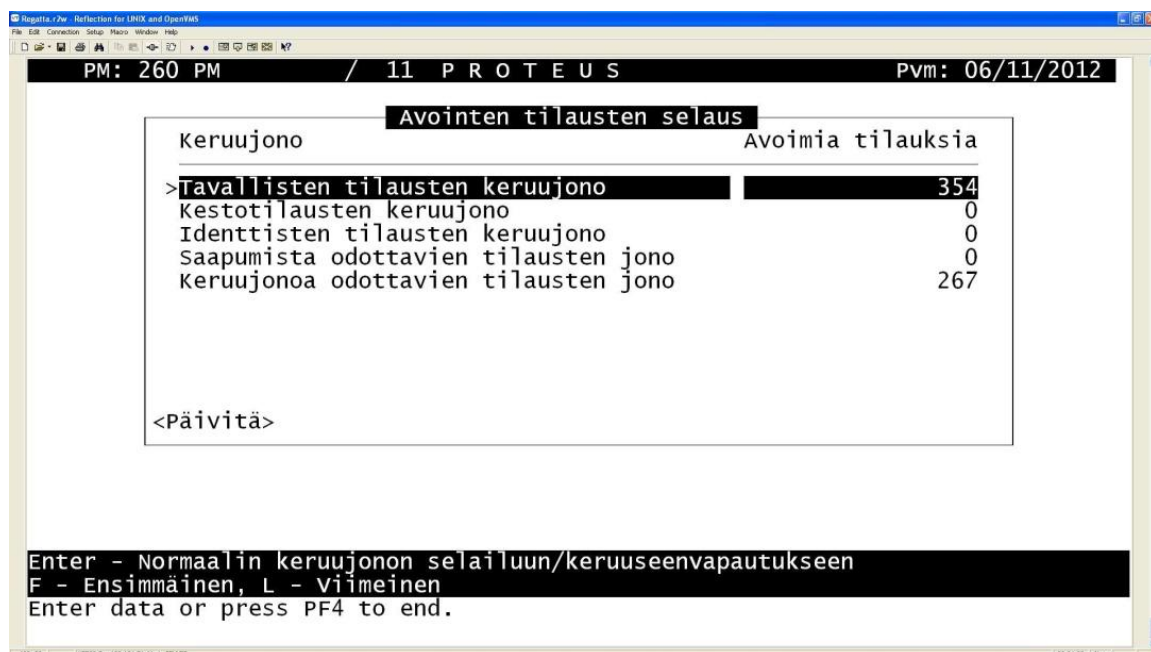 Regatta.r2w - Reflection for UNIX and OpenVMS
File Edit Connection Setup Macro Window Help
PM: 260 PM / 11 P R O T E U S Pvm: 06/11/2012
Avointen tilausten selaus
Keruujono Avoimia tilauksia
>Tavallisten tilausten keruujono 354
Kestotilausten keruujono 0
Identtisten tilausten keruujono 0
Saapumista odottavien tilausten jono 0
Keruujonoa odottavien tilausten jono 267
<Päivitä>
Enter - Normaalin keruujonon selailuun/keruuseenvapautukseen
F - Ensimmäinen, L - Viimeinen
Enter data or press PF4 to end.